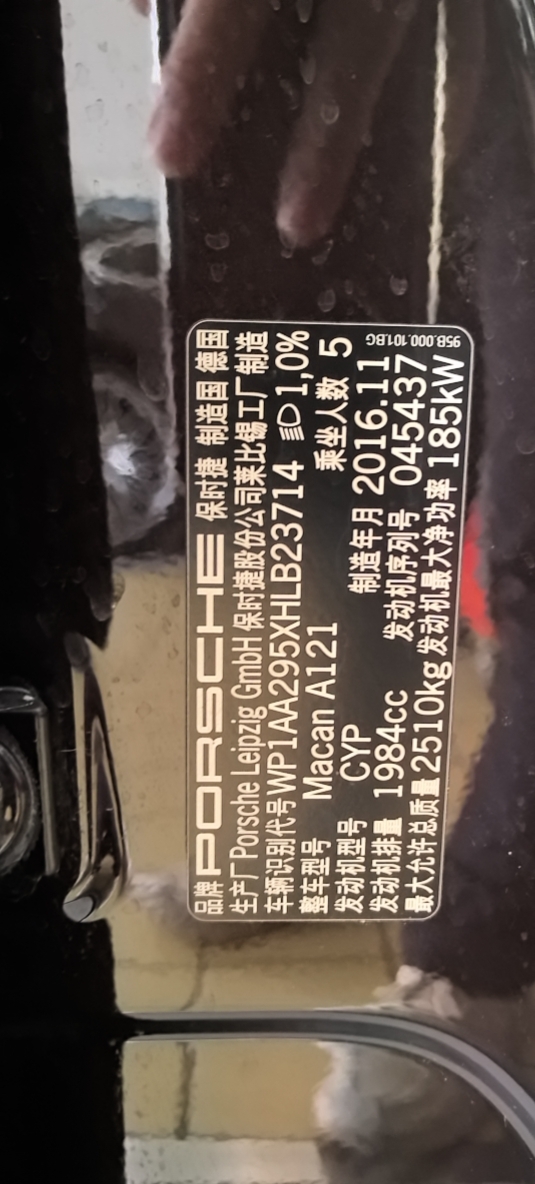 品牌 PORSCHE 保时捷 制造国 德国
生产厂 Porsche Leipzig GmbH 保时捷股份公司莱比锡工厂制造
车辆识别代号 WP1AA295XHLB23714 1,0%
整车型号 Macan A121 乘坐人数 5
发动机型号 CYP 制造年月 2016.11
发动机排量 1984cc 发动机序列号 045437
最大允许总质量 2510kg 发动机最大净功率 185kW
95B.000.101.BG